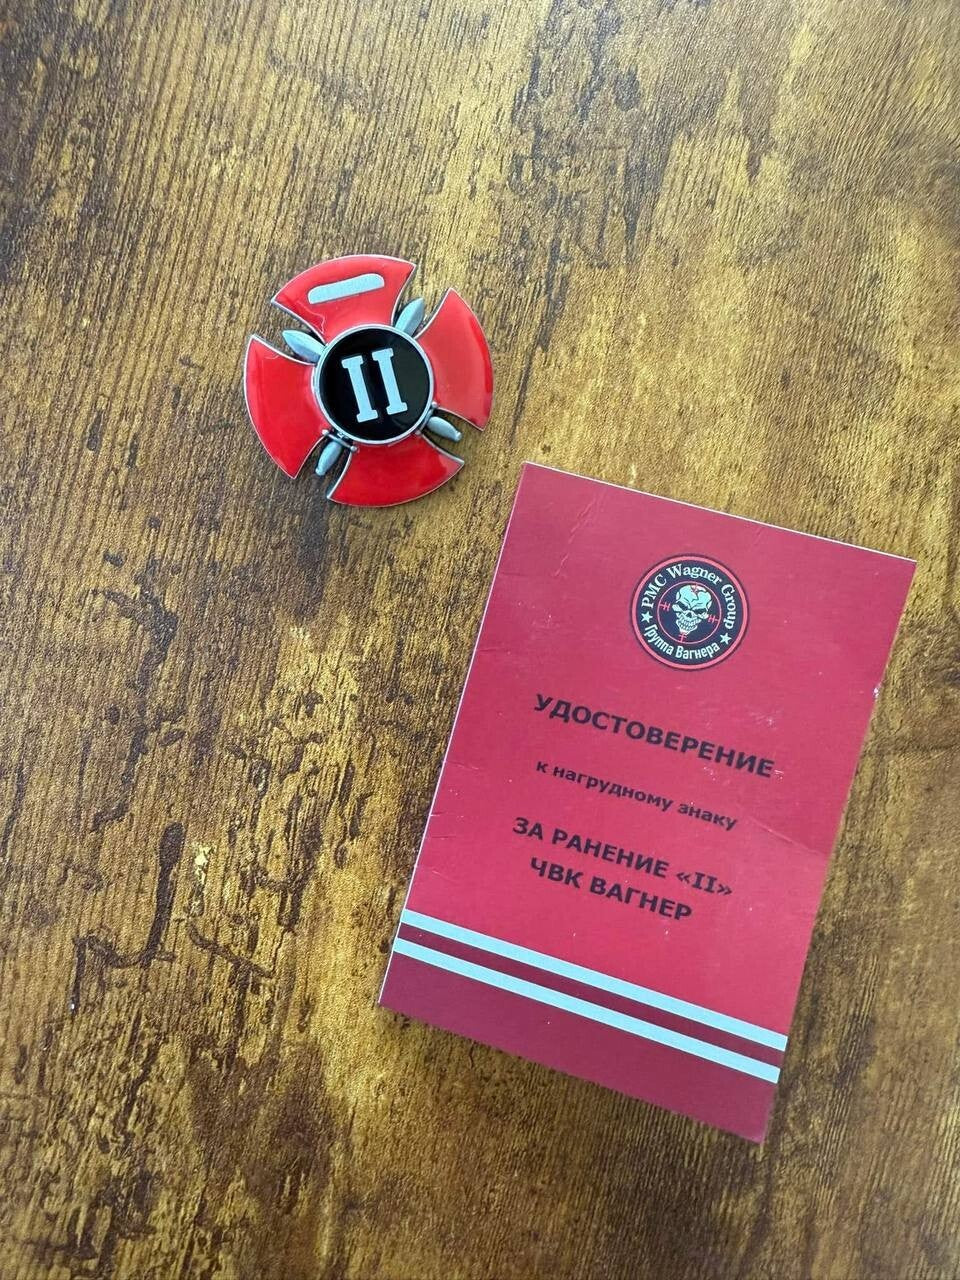 II
PMC Wagner Group
Группа Вагнера
УДОСТОВЕРЕНИЕ
к нагрудному знаку
ЗА РАНЕНИЕ «II»
ЧВК ВАГНЕР